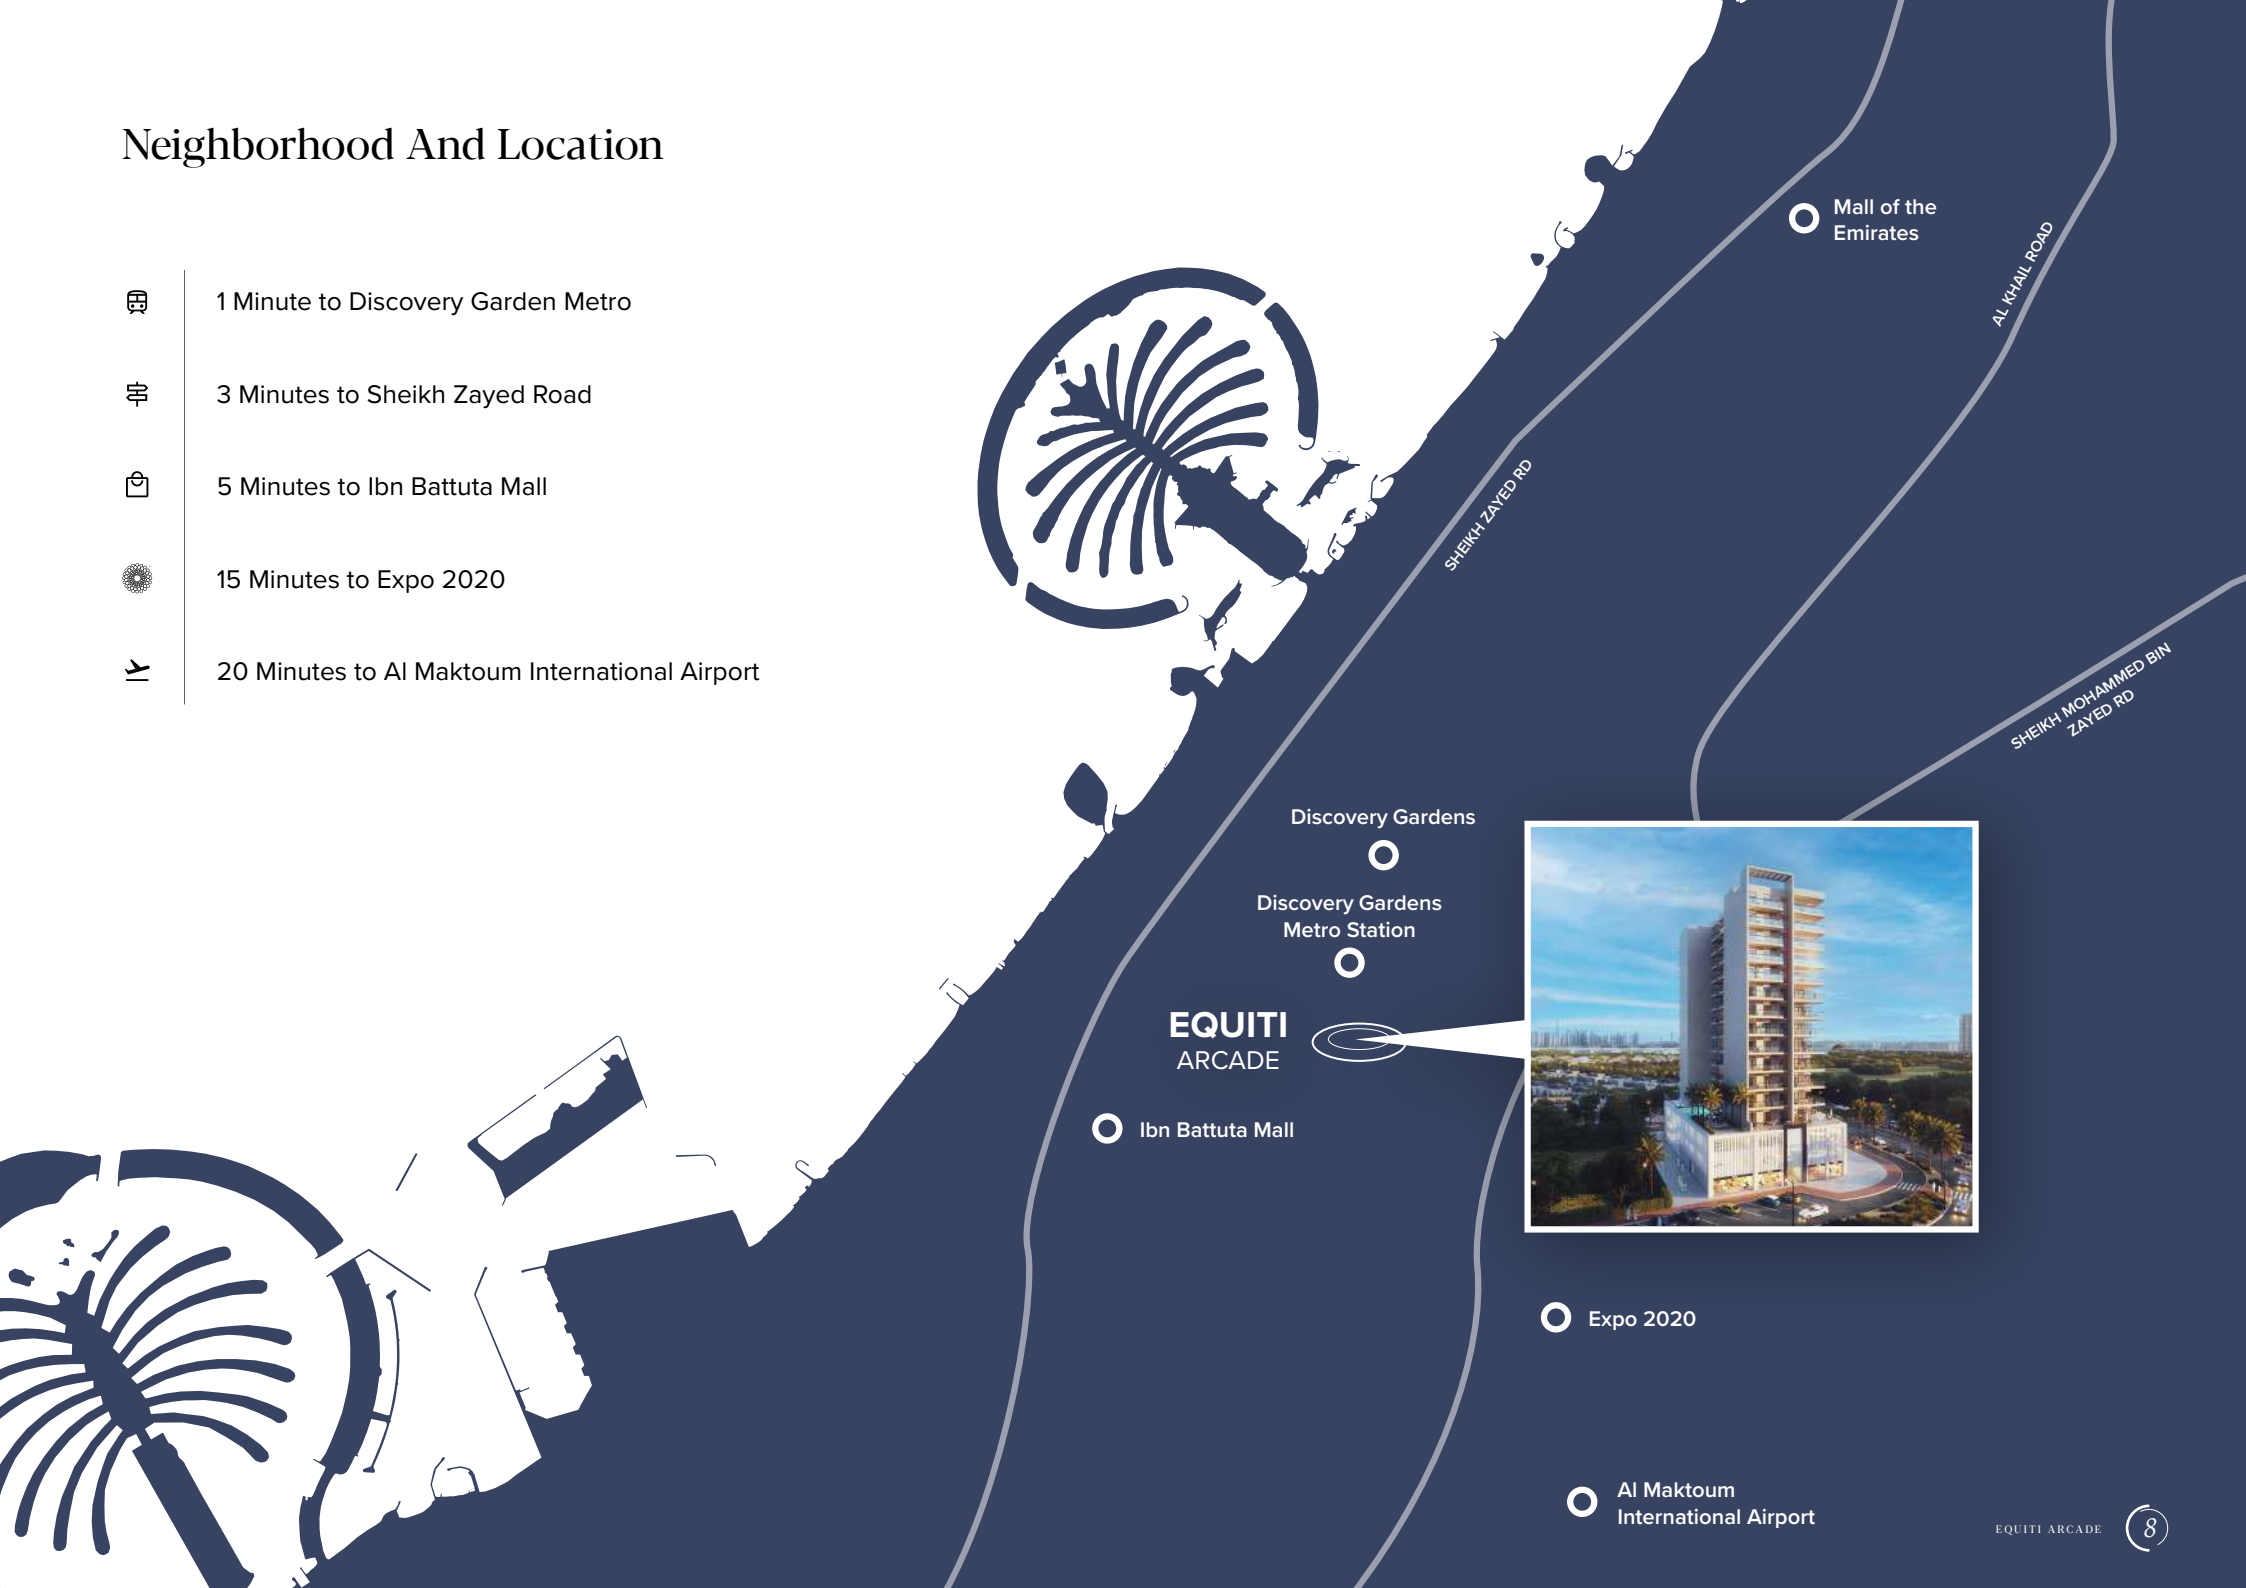 Neighborhood And Location
1 Minute to Discovery Garden Metro
3 Minutes to Sheikh Zayed Road
5 Minutes to Ibn Battuta Mall
15 Minutes to Expo 2020
20 Minutes to Al Maktoum International Airport
Mall of the
Emirates
AL KHAIL ROAD
SHEIKH ZAYED RD
SHEIKH MOHAMMED BIN
ZAYED RD
Discovery Gardens
Discovery Gardens
Metro Station
EQUITI
ARCADE
Ibn Battuta Mall
Expo 2020
Al Maktoum
International Airport
EQUITI ARCADE
8